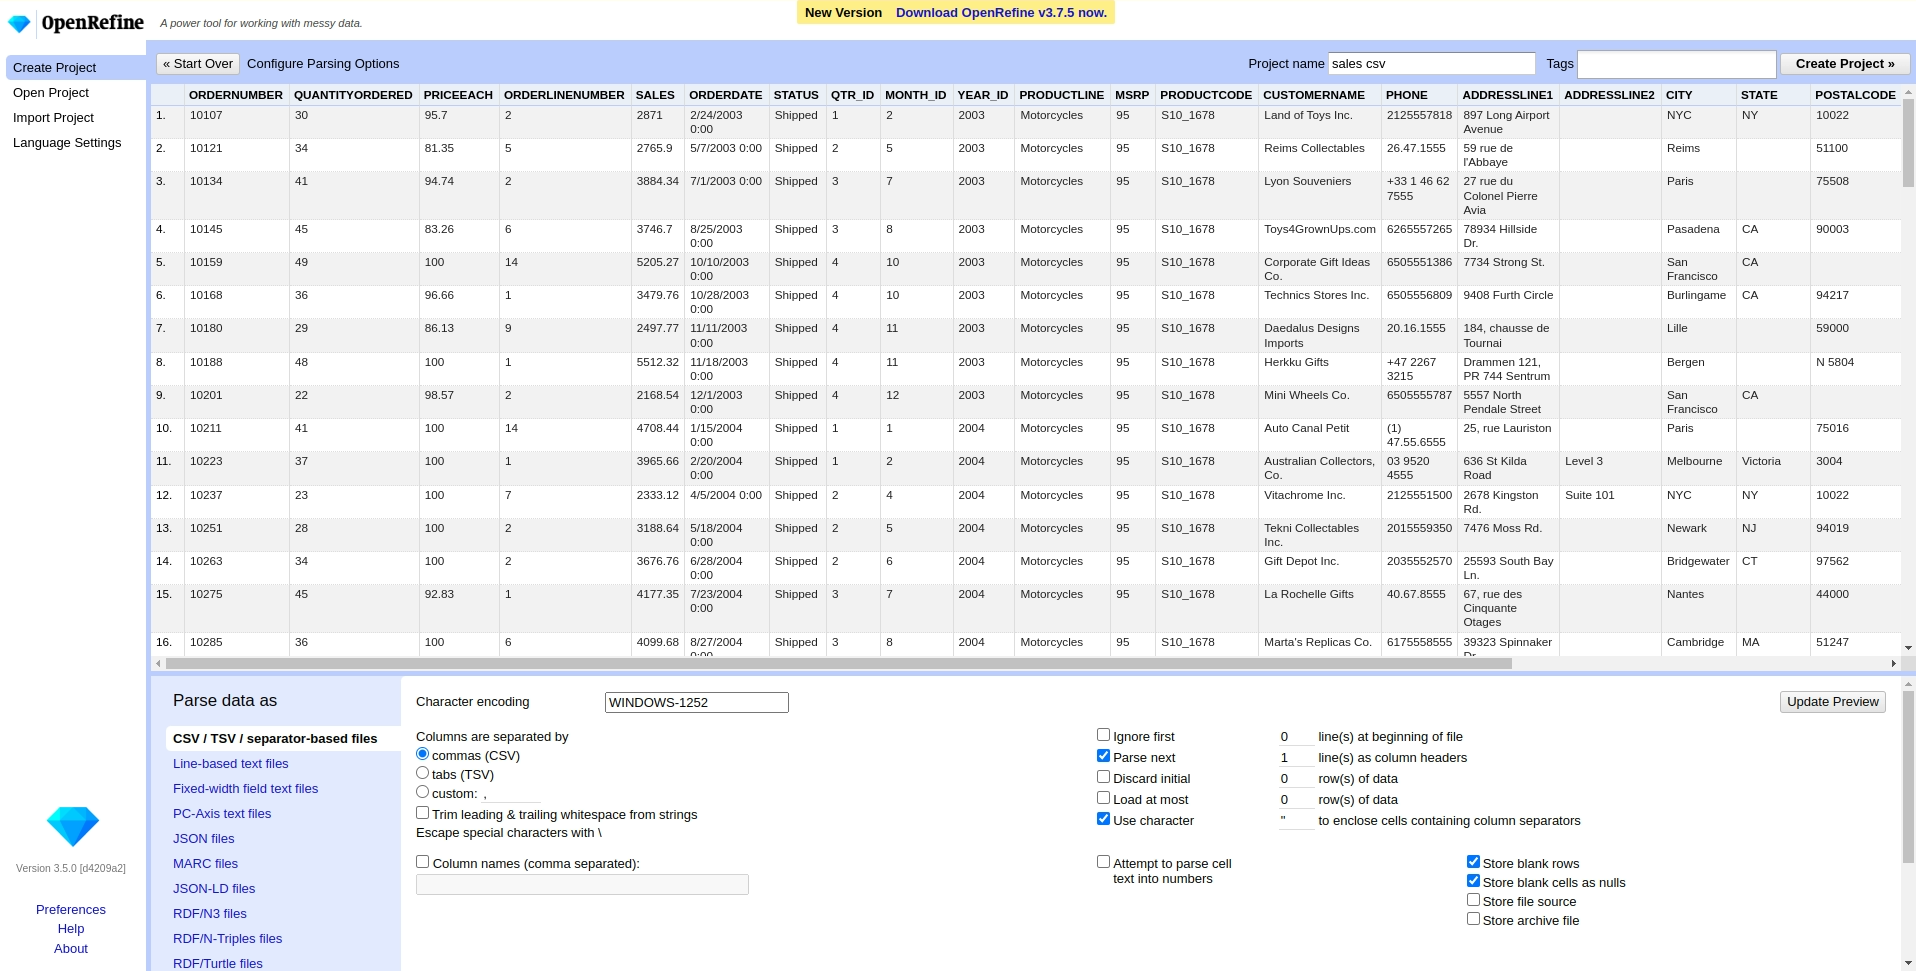 OpenRefine A power tool for working with messy data.
New Version Download OpenRefine v3.7.5 now.
Create Project
Open Project
Import Project
Language Settings
« Start Over Configure Parsing Options Project name sales csv Tags Create Project »
ORDERNUMBER QUANTITYORDERED PRICEEACH ORDERLINENUMBER SALES ORDERDATE STATUS QTR_ID MONTH_ID YEAR_ID PRODUCTLINE MSRP PRODUCTCODE CUSTOMERNAME PHONE ADDRESSLINE1 ADDRESSLINE2 CITY STATE POSTALCODE
1. 10107 30 95.7 2 2871 2/24/2003 0:00 Shipped 1 2 2003 Motorcycles 95 S10_1678 Land of Toys Inc. 2125557818 897 Long Airport Avenue NYC NY 10022
2. 10121 34 81.35 5 2765.9 5/7/2003 0:00 Shipped 2 5 2003 Motorcycles 95 S10_1678 Reims Collectables 26.47.1555 59 rue de l'Abbaye Reims 51100
3. 10134 41 94.74 2 3884.34 7/1/2003 0:00 Shipped 3 7 2003 Motorcycles 95 S10_1678 Lyon Souveniers +33 1 46 62 7555 27 rue du Colonel Pierre Avia Paris 75508
4. 10145 45 83.26 6 3746.7 8/25/2003 0:00 Shipped 3 8 2003 Motorcycles 95 S10_1678 Toys4GrownUps.com 6265557265 78934 Hillside Dr. Pasadena CA 90003
5. 10159 49 100 14 5205.27 10/10/2003 0:00 Shipped 4 10 2003 Motorcycles 95 S10_1678 Corporate Gift Ideas Co. 6505551386 7734 Strong St. San Francisco CA
6. 10168 36 96.66 1 3479.76 10/28/2003 0:00 Shipped 4 10 2003 Motorcycles 95 S10_1678 Technics Stores Inc. 6505556809 9408 Furth Circle Burlingame CA 94217
7. 10180 29 86.13 9 2497.77 11/11/2003 0:00 Shipped 4 11 2003 Motorcycles 95 S10_1678 Daedalus Designs Imports 20.16.1555 184, chausse de Tournai Lille 59000
8. 10188 48 100 1 5512.32 11/18/2003 0:00 Shipped 4 11 2003 Motorcycles 95 S10_1678 Herkku Gifts +47 2267 3215 Drammen 121, PR 744 Sentrum Bergen N 5804
9. 10201 22 98.57 2 2168.54 12/1/2003 0:00 Shipped 4 12 2003 Motorcycles 95 S10_1678 Mini Wheels Co. 6505555787 5557 North Pendale Street San Francisco CA
10. 10211 41 100 14 4708.44 1/15/2004 0:00 Shipped 1 1 2004 Motorcycles 95 S10_1678 Auto Canal Petit (1) 47.55.6555 25, rue Lauriston Paris 75016
11. 10223 37 100 1 3965.66 2/20/2004 0:00 Shipped 1 2 2004 Motorcycles 95 S10_1678 Australian Collectors, Co. 03 9520 4555 636 St Kilda Road Level 3 Melbourne Victoria 3004
12. 10237 23 100 7 2333.12 4/5/2004 0:00 Shipped 2 4 2004 Motorcycles 95 S10_1678 Vitachrome Inc. 2125551500 2678 Kingston Rd. Suite 101 NYC NY 10022
13. 10251 28 100 2 3188.64 5/18/2004 0:00 Shipped 2 5 2004 Motorcycles 95 S10_1678 Tekni Collectables Inc. 2015559350 7476 Moss Rd. Newark NJ 94019
14. 10263 34 100 2 3676.76 6/28/2004 0:00 Shipped 2 6 2004 Motorcycles 95 S10_1678 Gift Depot Inc. 2035552570 25593 South Bay Ln. Bridgewater CT 97562
15. 10275 45 92.83 1 4177.35 7/23/2004 0:00 Shipped 3 7 2004 Motorcycles 95 S10_1678 La Rochelle Gifts 40.67.8555 67, rue des Cinquante Otages Nantes 44000
16. 10285 36 100 6 4099.68 8/27/2004 0:00 Shipped 3 8 2004 Motorcycles 95 S10_1678 Marta's Replicas Co. 6175558555 39323 Spinnaker Dr. Cambridge MA 51247
Parse data as
CSV / TSV / separator-based files
Line-based text files
Fixed-width field text files
PC-Axis text files
JSON files
MARC files
JSON-LD files
RDF/N3 files
RDF/N-Triples files
RDF/Turtle files
Character encoding WINDOWS-1252 Update Preview
Columns are separated by
commas (CSV)
tabs (TSV)
custom: ,
Trim leading & trailing whitespace from strings
Escape special characters with \
Column names (comma separated):
Ignore first 0 line(s) at beginning of file
Parse next 1 line(s) as column headers
Discard initial 0 row(s) of data
Load at most 0 row(s) of data
Use character " to enclose cells containing column separators
Attempt to parse cell
text into numbers
Store blank rows
Store blank cells as nulls
Store file source
Store archive file
Version 3.5.0 [d4209a2]
Preferences
Help
About